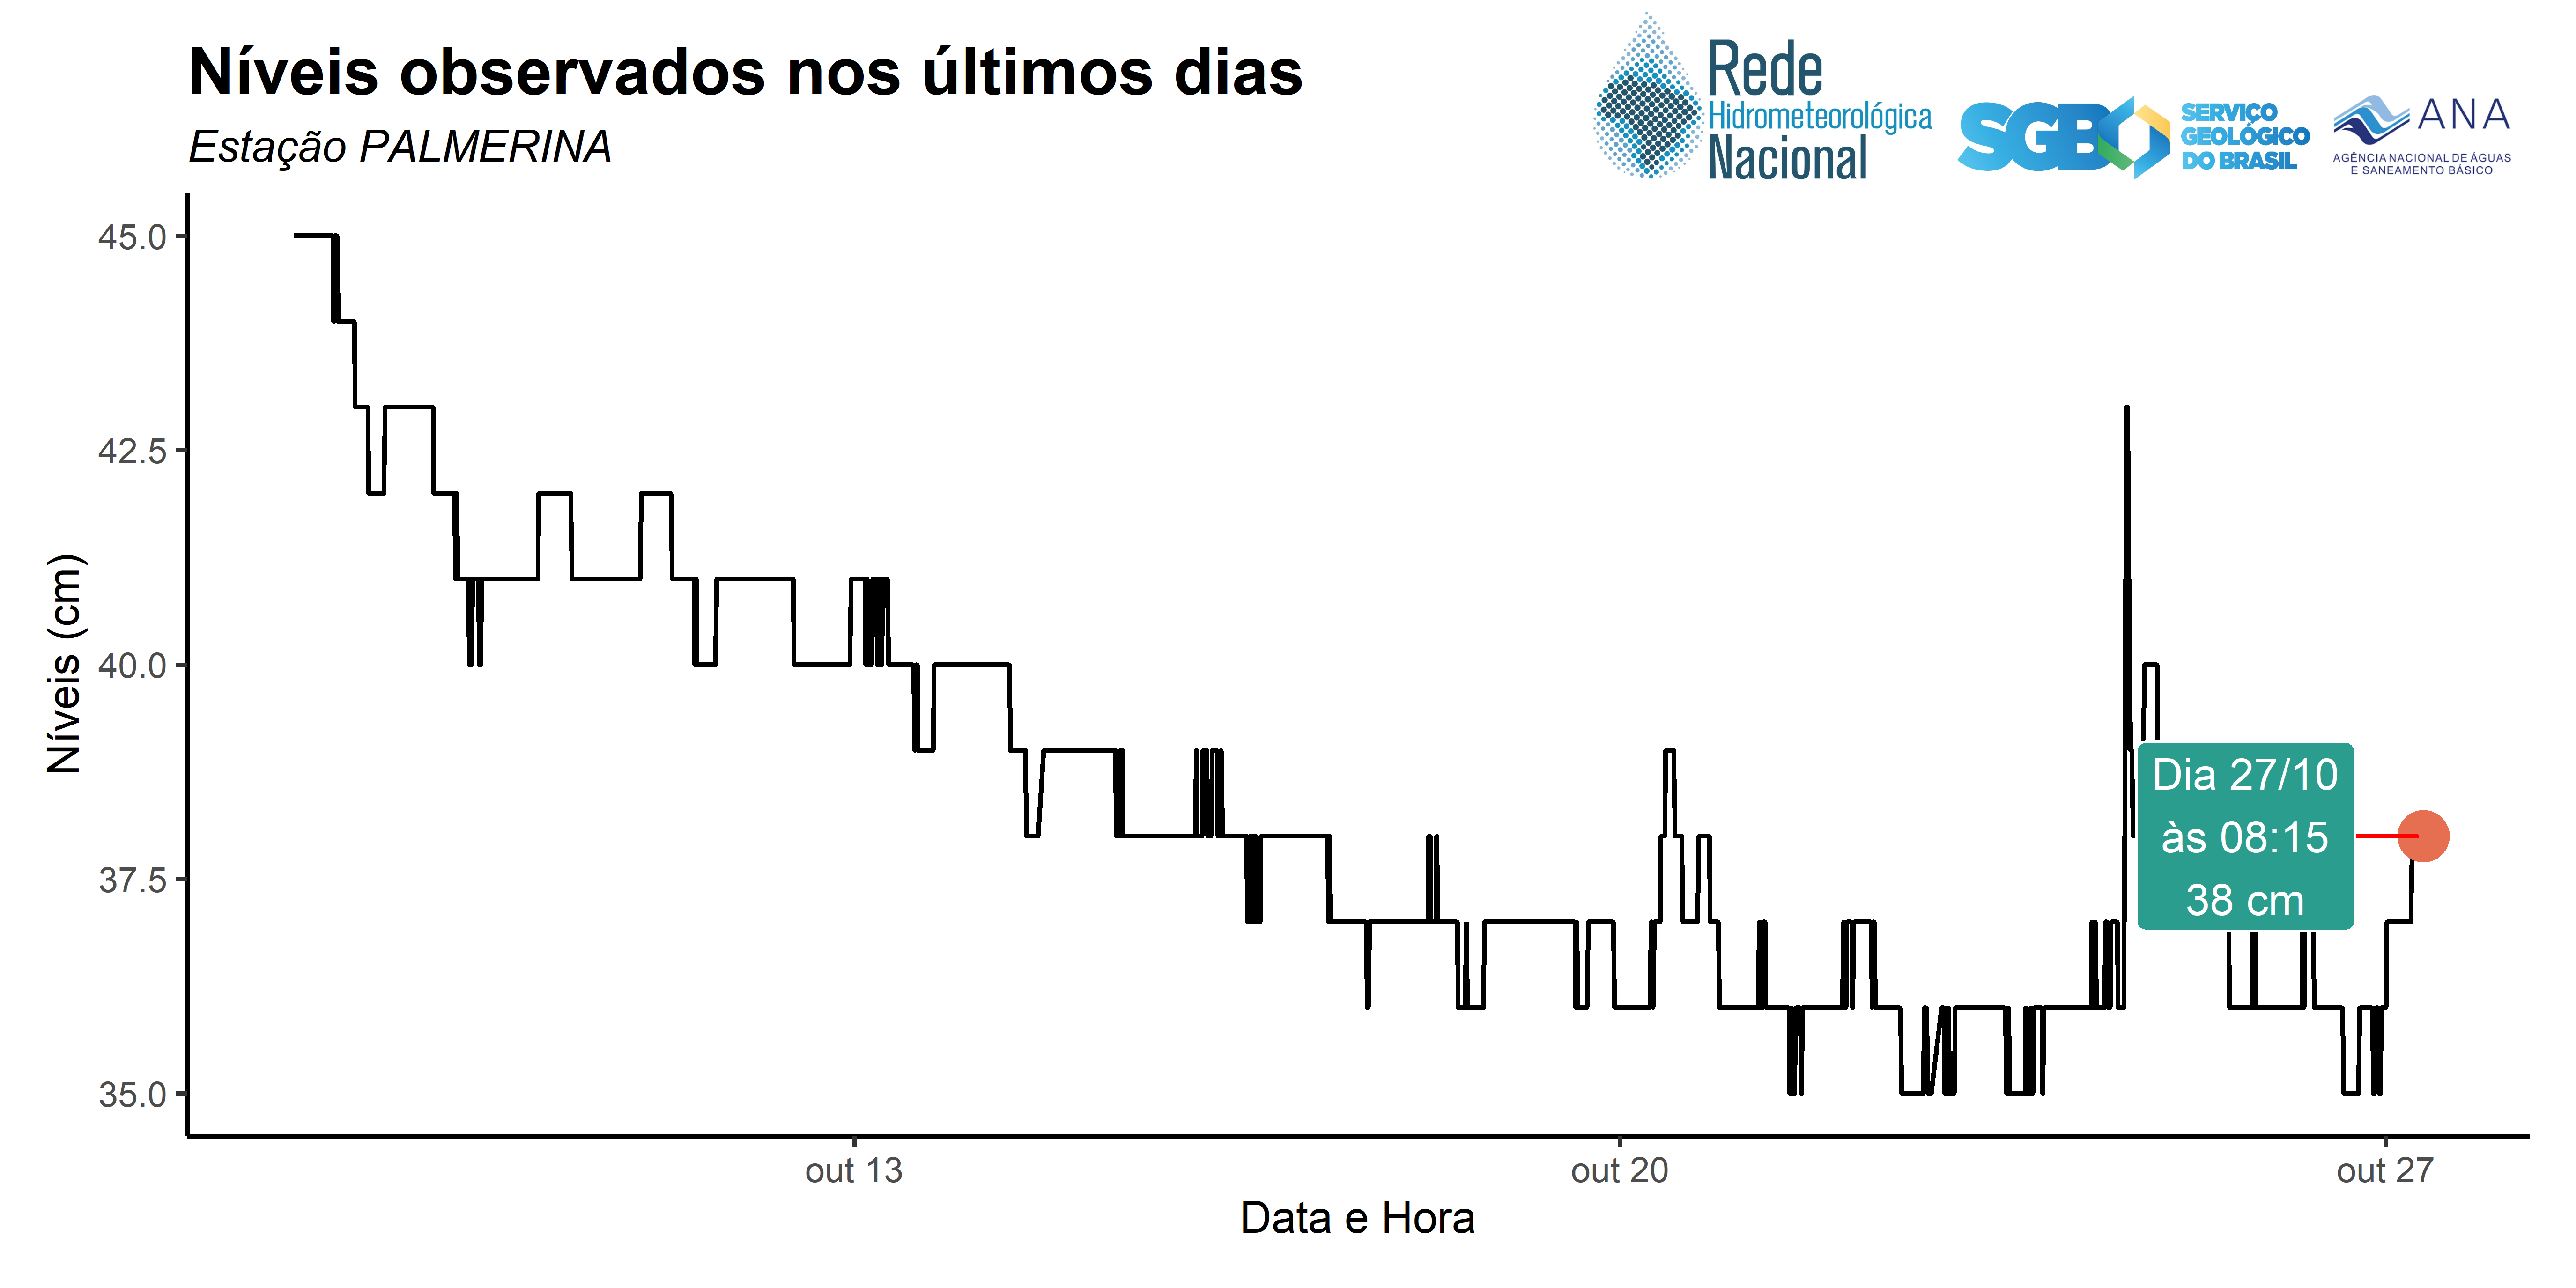 Níveis observados nos últimos dias
Estação PALMERINA
Rede
Hidrometeorológica
Nacional
SGB
SERVIÇO
GEOLÓGICO
DO BRASIL
ANA
AGÊNCIA NACIONAL DE ÁGUAS
E SANEAMENTO BÁSICO
Níveis (cm)
45.0
42.5
40.0
37.5
35.0
Dia 27/10
às 08:15
38 cm
out 13
out 20
out 27
Data e Hora